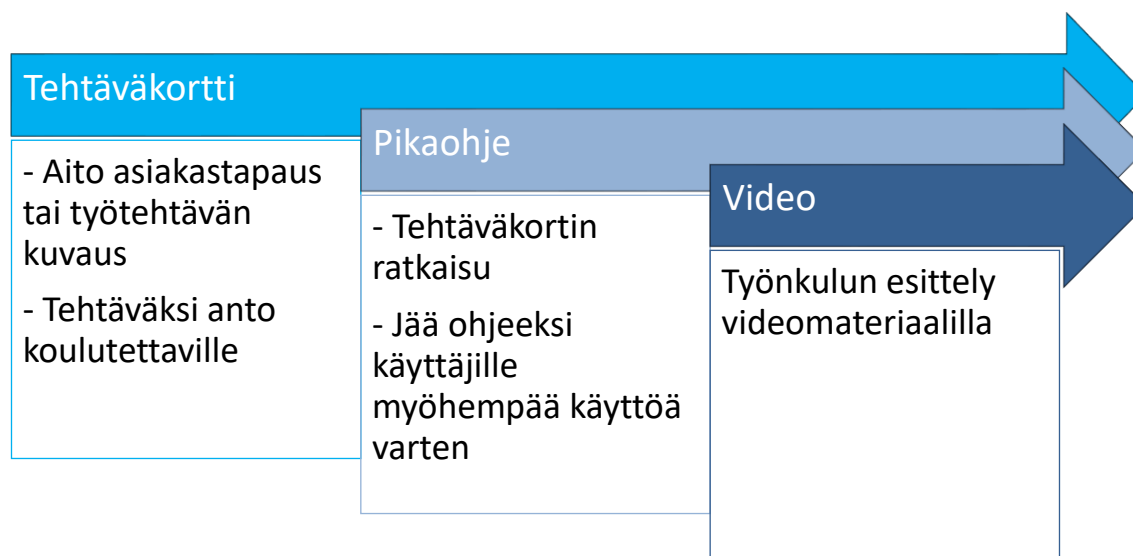 Tehtäväkortti
- Aito asiakastapaus
tai työtehtävän
kuvaus
- Tehtäväksi anto
koulutettaville
Pikaohje
- Tehtäväkortin
ratkaisu
- Jää ohjeeksi
käyttäjille
myöhempää käyttöä
varten
Video
Työnkulun esittely
videomateriaalilla